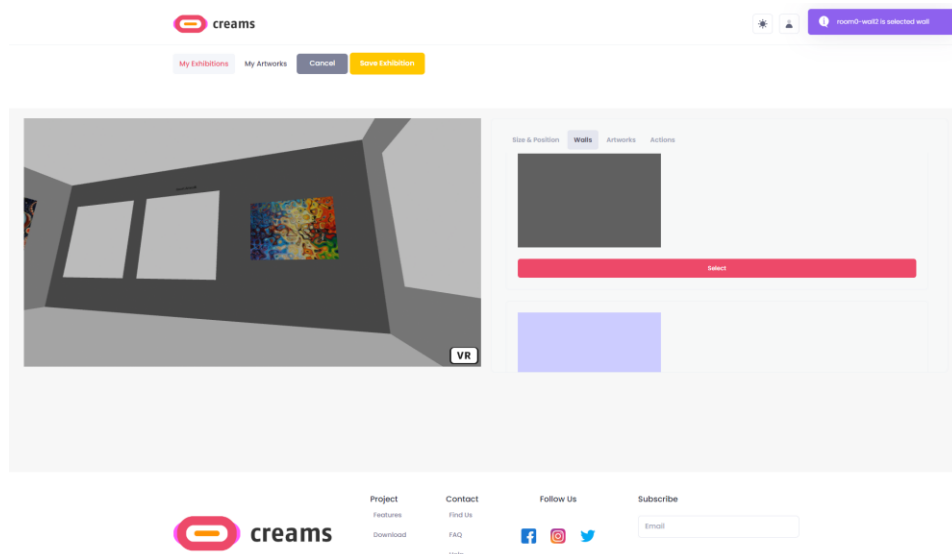 creams
room0-wall2 is selected wall
My Exhibitions
My Artworks
Cancel
Save Exhibition
Size & Position
Walls
Artworks
Actions
Select
VR
creams
Project
Features
Download
Contact
Find Us
FAQ
Help
Follow Us
Subscribe
Email